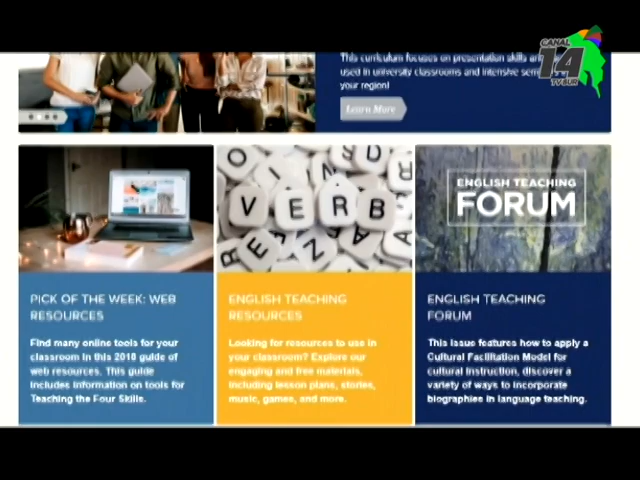 This curriculum focuses on presentation skills
used in university classrooms and intensive
your region!
Learn More
CANAL
14
TV SUR
VERB
ENGLISH TEACHING
FORUM
PICK OF THE WEEK: WEB
RESOURCES
Find many online tools for your
classroom in this 2018 guide of
web resources. This guide
includes information on tools for
Teaching the Four Skills.
ENGLISH TEACHING
RESOURCES
Looking for resources to use in
your classroom? Explore our
engaging and free materials,
including lesson plans, stories,
music, games, and more.
ENGLISH TEACHING
FORUM
This issue features how to apply a
Cultural Facilitation Model for
cultural instruction, discover a
variety of ways to incorporate
biographies in language teaching.